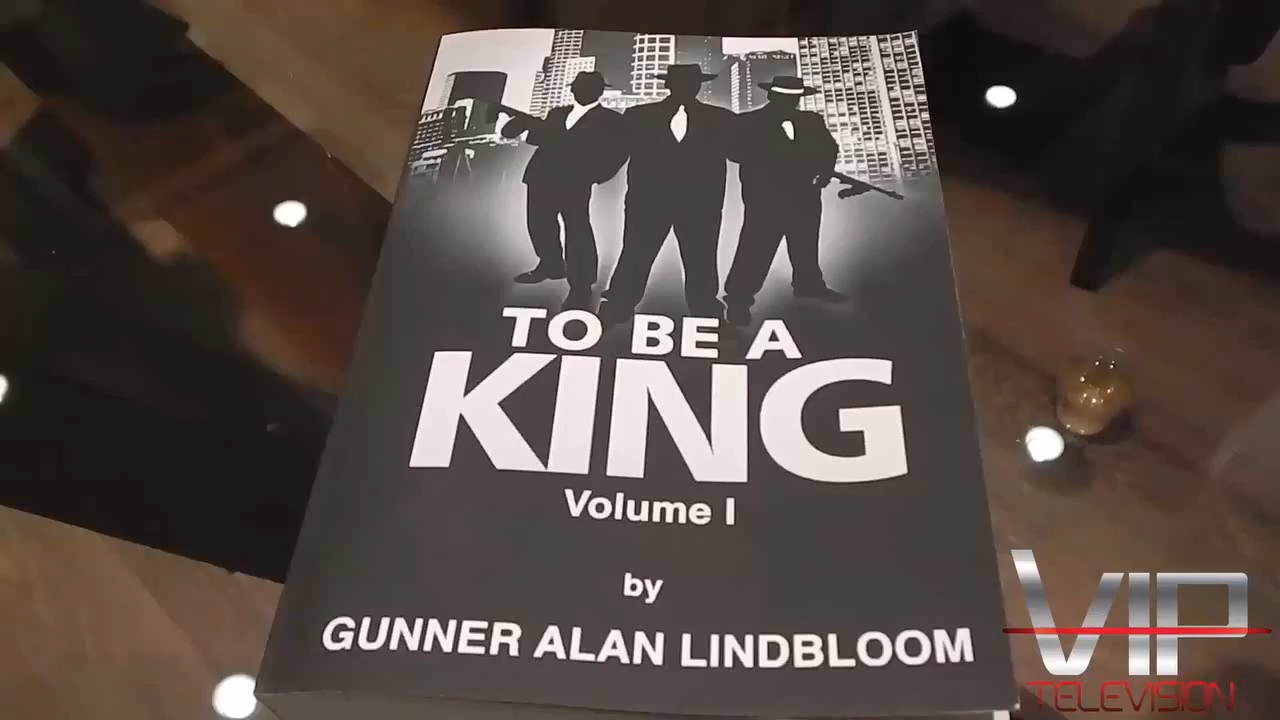 TO BE A
KING
Volume I
by
GUNNER ALAN LINDBLOOM
VIP
TELEVISION